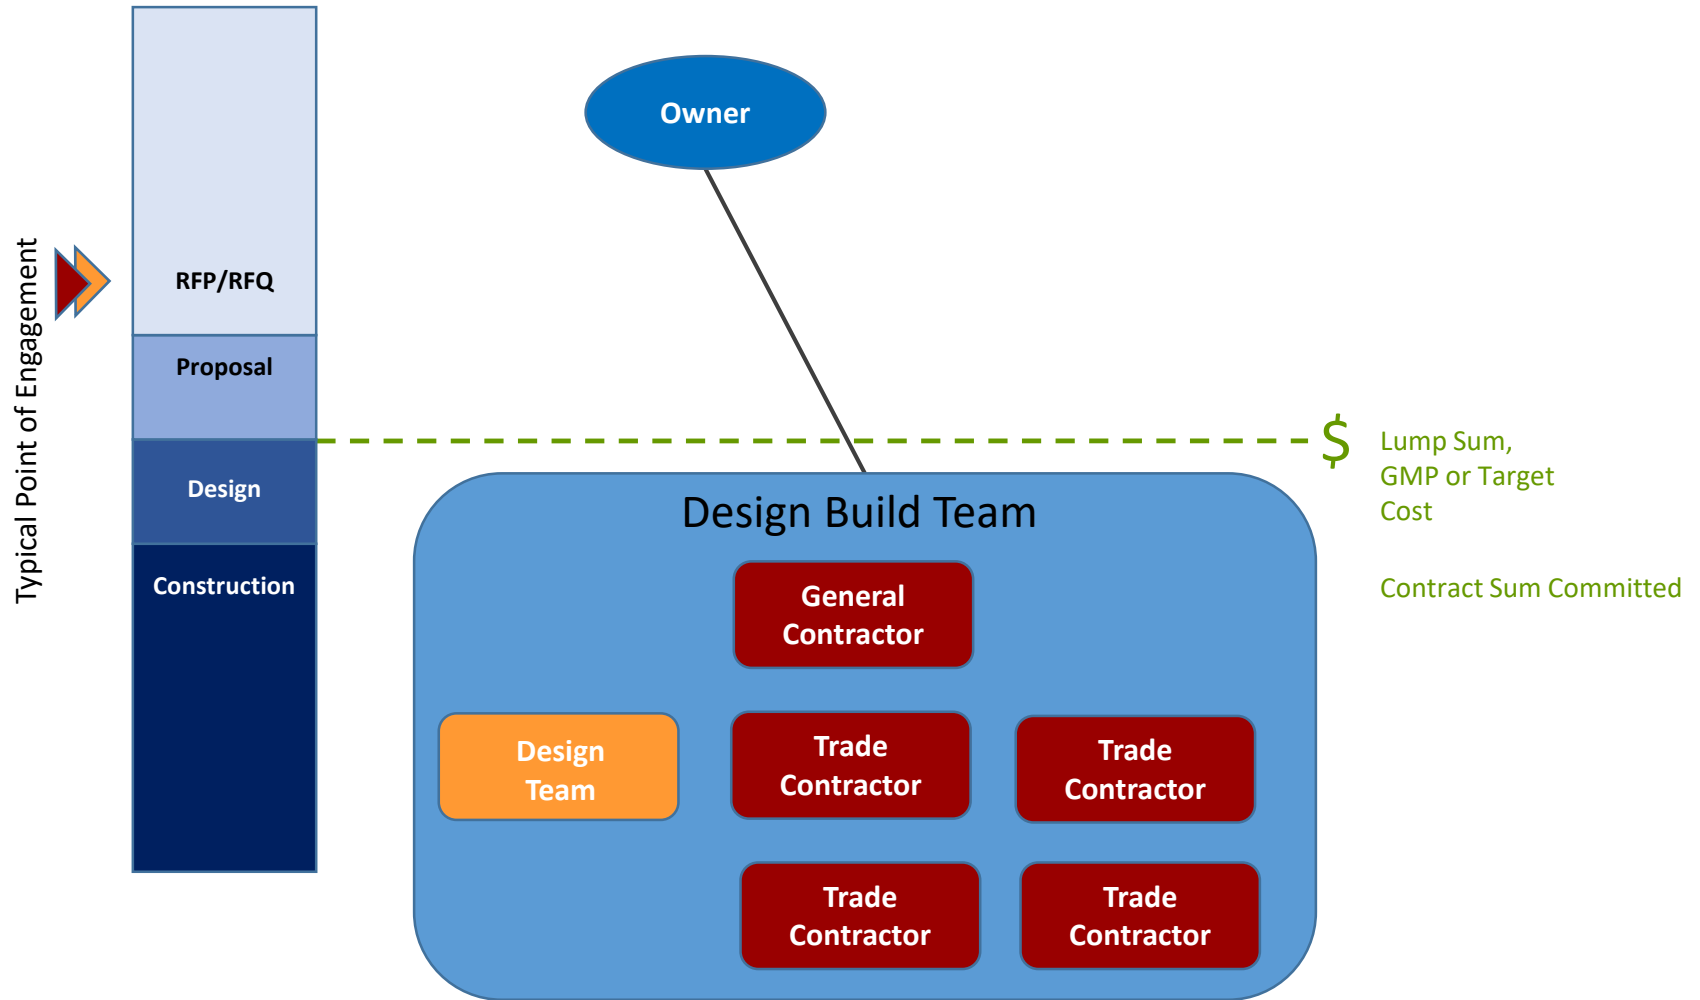 Typical Point of Engagement
RFP/RFQ
Proposal
Design
Construction
Owner
$
Lump Sum,
GMP or Target
Cost
Contract Sum Committed
Design Build Team
General
Contractor
Design
Team
Trade
Contractor
Trade
Contractor
Trade
Contractor
Trade
Contractor